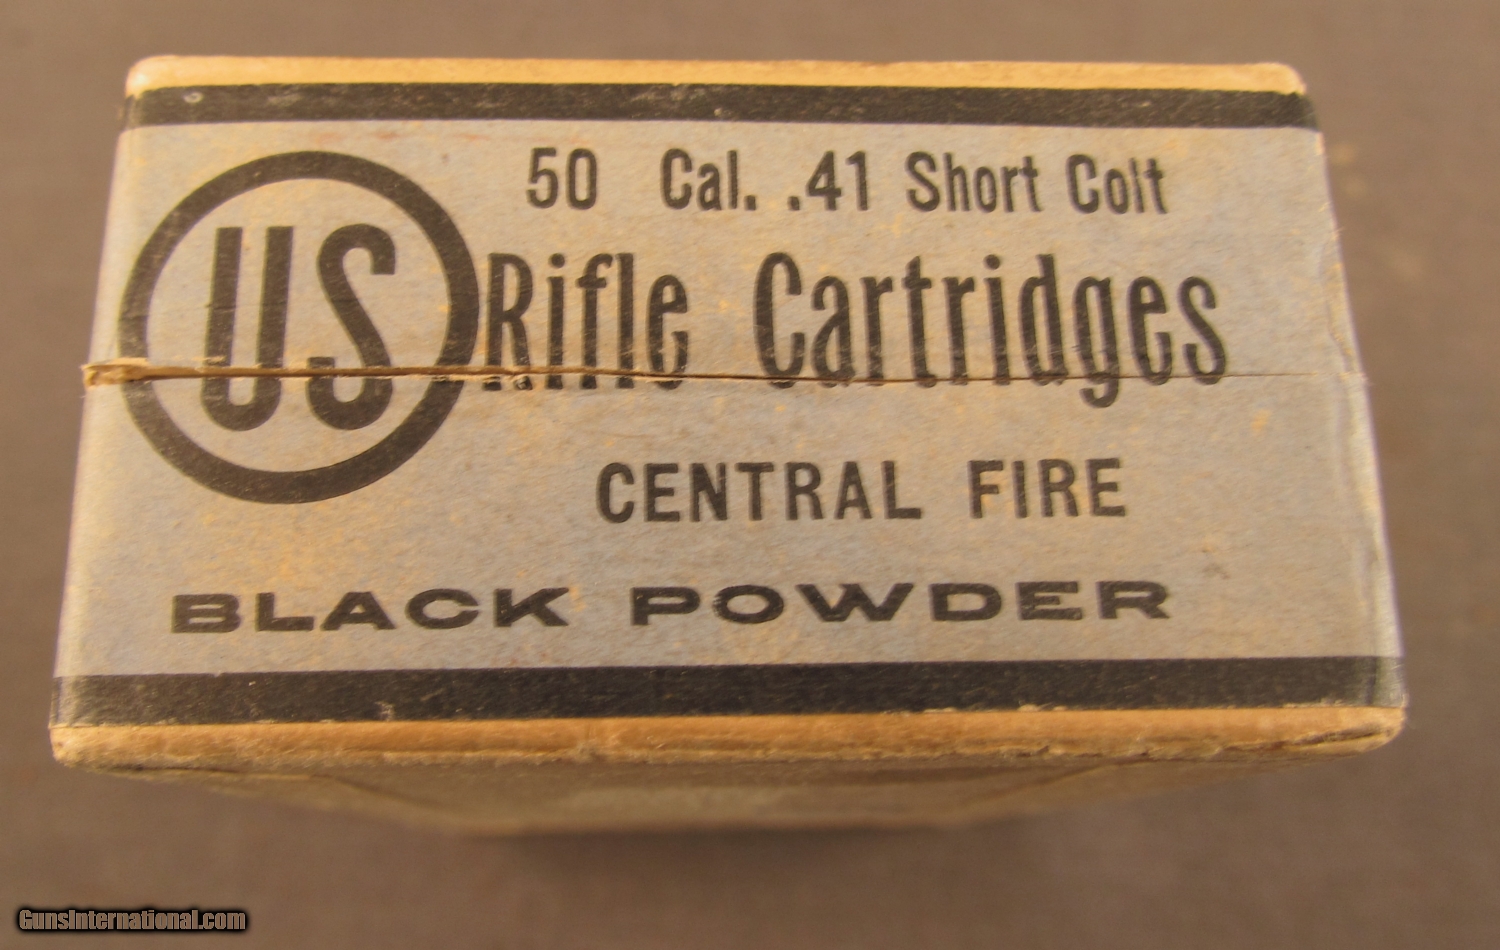 50 Cal. .41 Short Colt
US Rifle Cartridges
CENTRAL FIRE
BLACK POWDER
GunsInternational.com